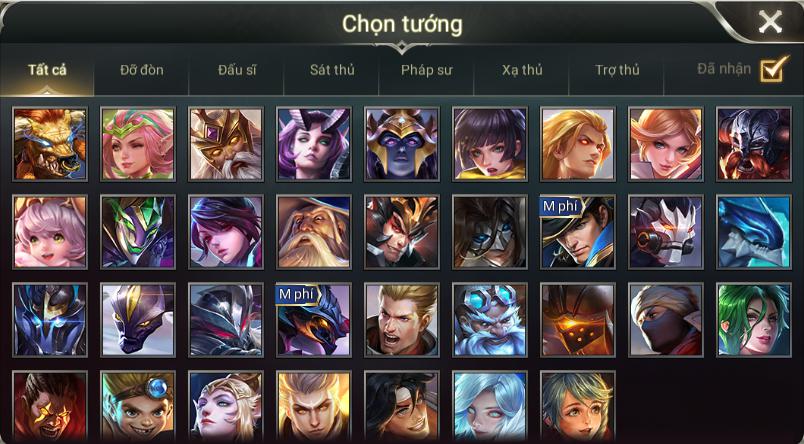 Chọn tướng
Tất cả Đỡ đòn Đấu sĩ Sát thủ Pháp sư Xạ thủ Trợ thủ Đã nhận
M phí
M phí